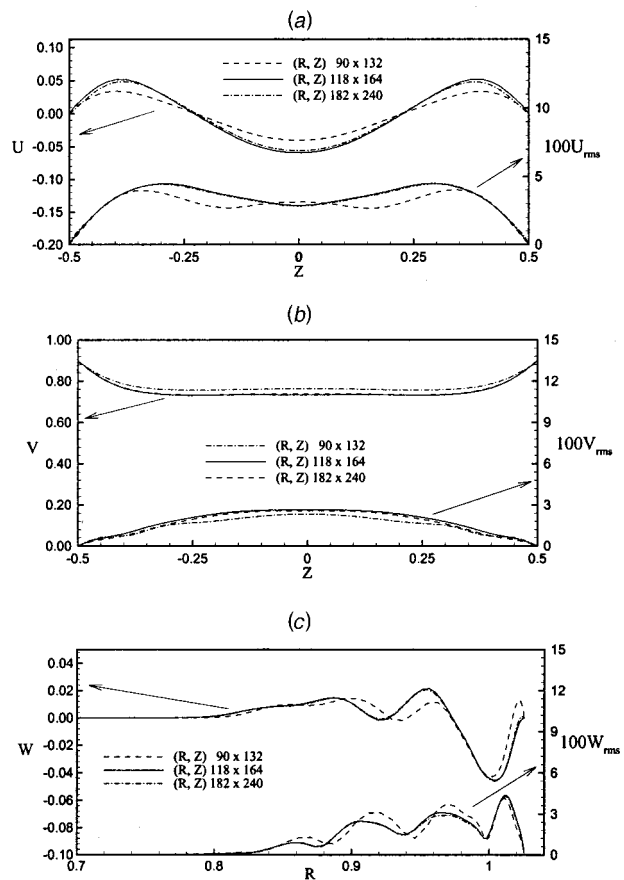 (a)
0.10
0.05
0.00
U
-0.05
-0.10
-0.15
-0.20
15
10
100Urms
5
0
(R, Z) 90 x 132
(R, Z) 118 x 164
(R, Z) 182 x 240
-0.5
-0.25
0
0.25
0.5
Z
(b)
1.00
0.80
0.60
V
0.40
0.20
0.00
15
12
9
100Vrms
6
3
0
(R, Z) 90 x 132
(R, Z) 118 x 164
(R, Z) 182 x 240
-0.5
-0.25
0
0.25
0.5
Z
(c)
0.04
0.02
0.00
-0.02
W
-0.04
-0.06
-0.08
-0.10
15
12
9
100Wrms
6
3
0
(R, Z) 90 x 132
(R, Z) 118 x 164
(R, Z) 182 x 240
0.7
0.8
0.9
1
R